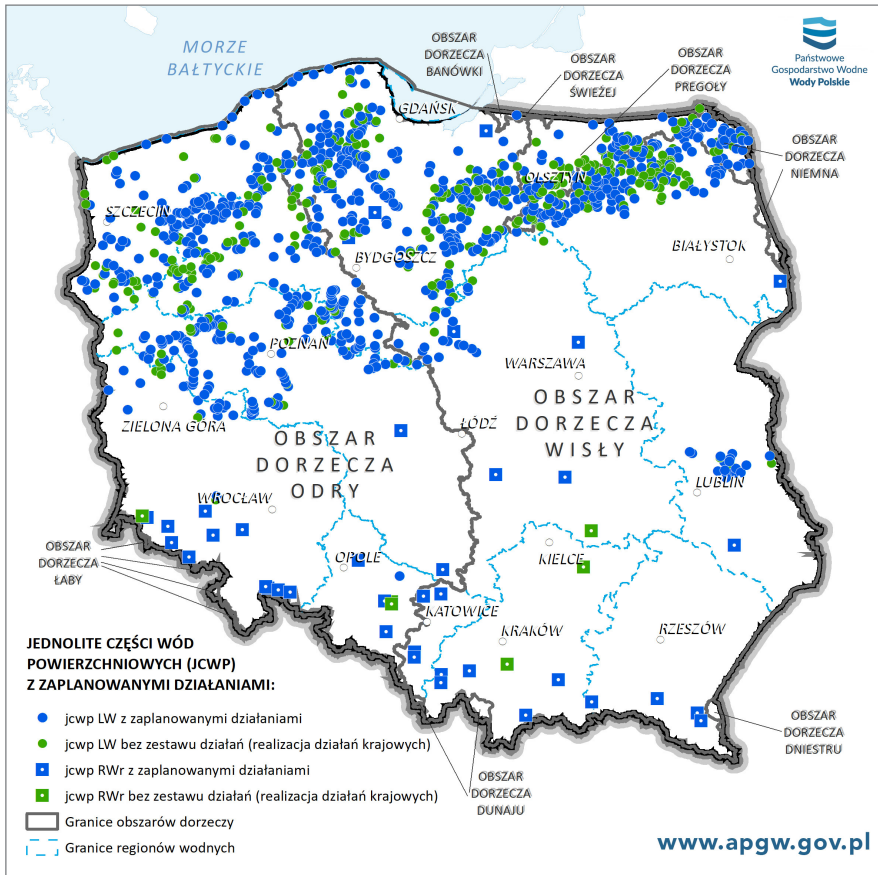 MORZE
BAŁTYCKIE
OBSZAR
DORZECZA
BANÓWKI
OBSZAR
DORZECZA
ŚWIEŻEJ
OBSZAR
DORZECZA
PREGOŁY
Państwowe
Gospodarstwo Wodne
Wody Polskie
GDAŃSK
OBSZAR
DORZECZA
NIEMNA
OLSZTYN
SZCZECIN
BIAŁYSTOK
BYDGOSZCZ
POZNAŃ
WARSZAWA
ZIELONA GÓRA
OBSZAR
DORZECZA
WISŁY
ŁÓDŹ
OBSZAR
DORZECZA
ODRY
LUBLIN
WROCŁAW
OBSZAR
DORZECZA
ŁABY
OPOLE
KIELCE
KATOWICE
KRAKÓW
RZESZÓW
OBSZAR
DORZECZA
DNIESTRU
OBSZAR
DORZECZA
DUNAJU
JEDNOLITE CZĘŚCI WÓD
POWIERZCHNIOWYCH (JCWP)
Z ZAPLANOWANYMI DZIAŁANIAMI:
jcwp LW z zaplanowanymi działaniami
jcwp LW bez zestawu działań (realizacja działań krajowych)
jcwp RWr z zaplanowanymi działaniami
jcwp RWr bez zestawu działań (realizacja działań krajowych)
Granice obszarów dorzeczy
Granice regionów wodnych
www.apgw.gov.pl